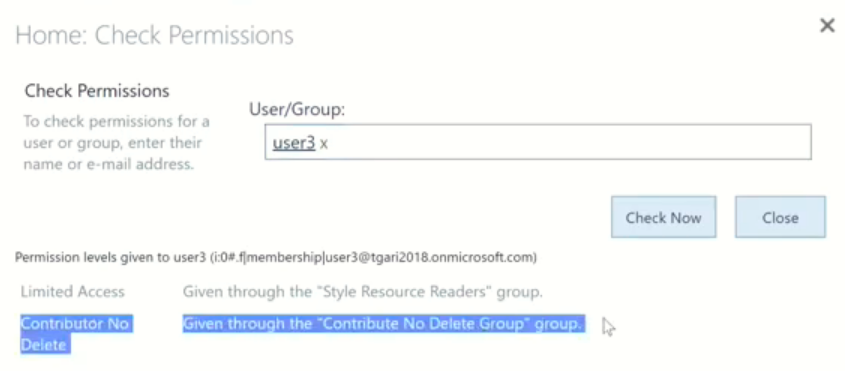 Home: Check Permissions
Check Permissions
To check permissions for a
user or group, enter their
name or e-mail address.
User/Group:
user3 x
Check Now
Close
Permission levels given to user3 (i:0#.f|membership|user3@tgari2018.onmicrosoft.com)
Limited Access
Given through the "Style Resource Readers" group.
Contributor No
Delete
Given through the "Contribute No Delete Group" group.